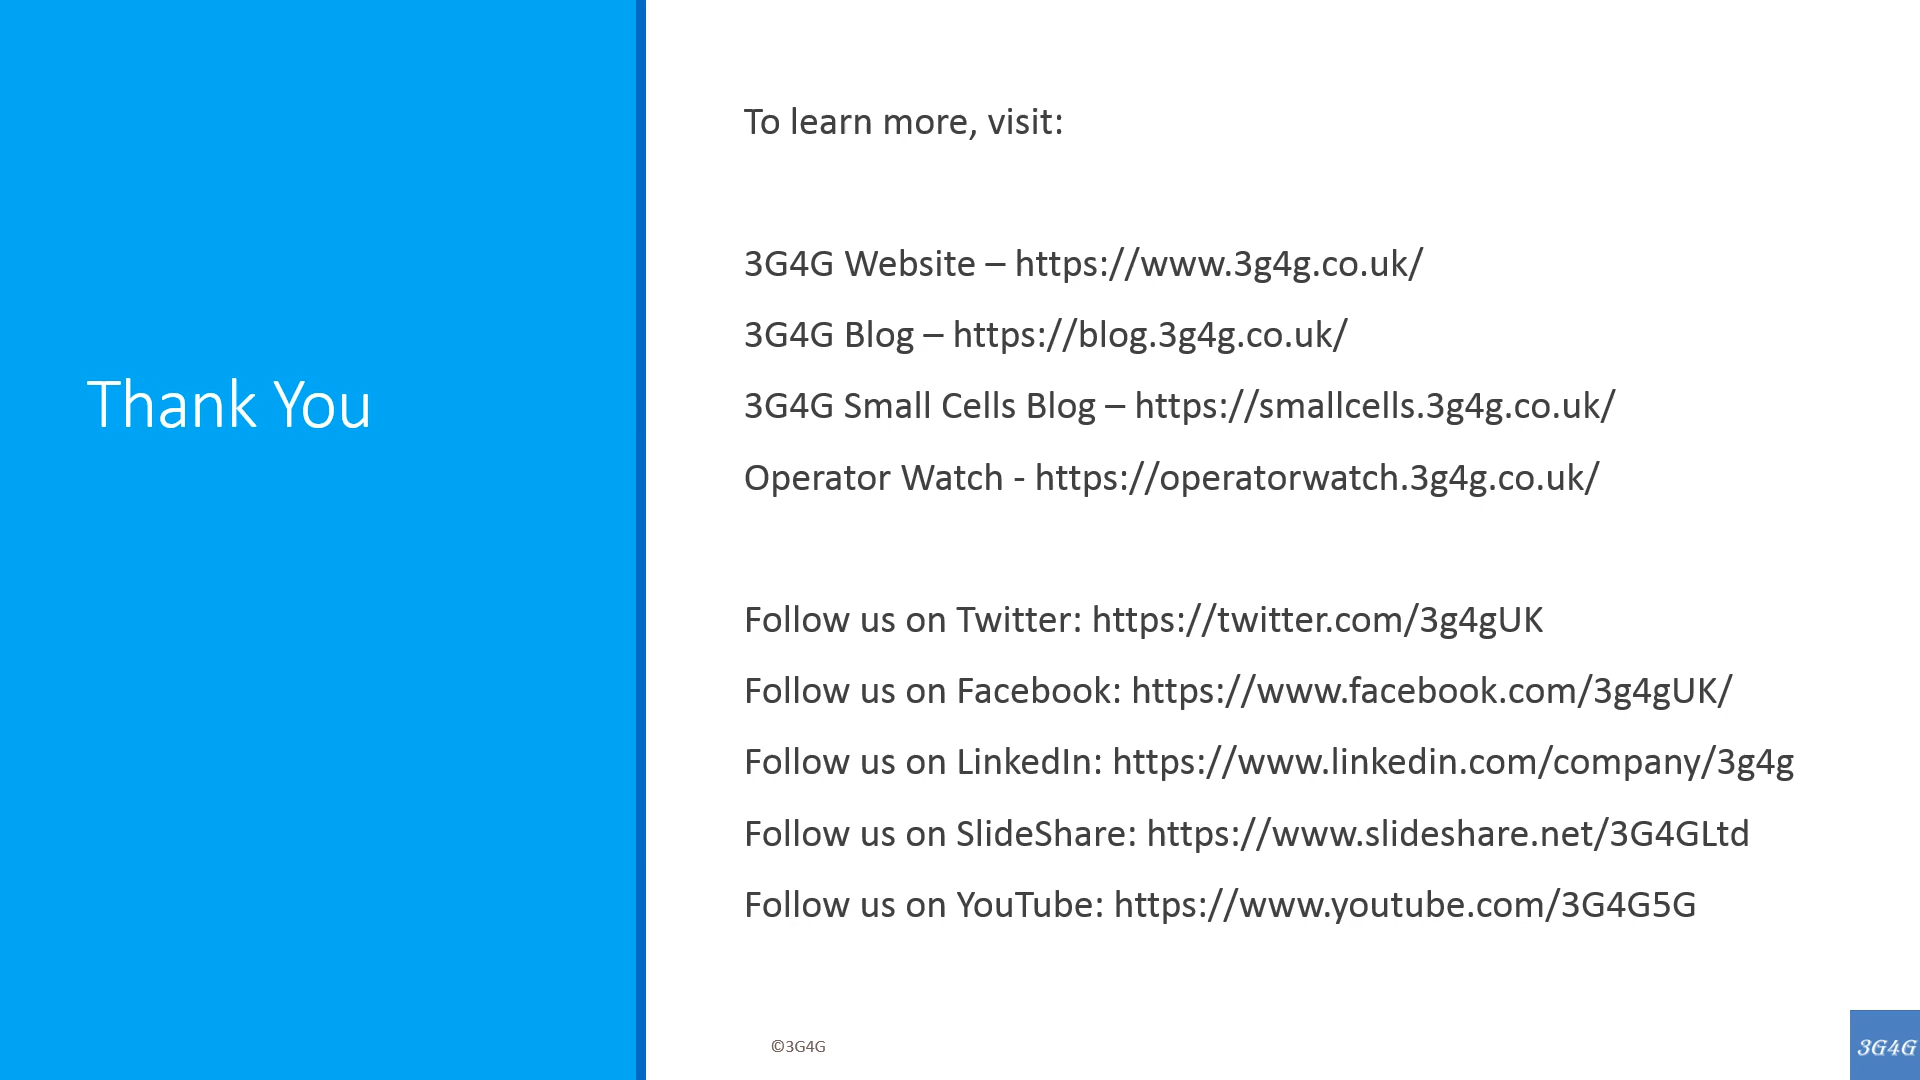 Thank You
To learn more, visit:
3G4G Website – https://www.3g4g.co.uk/
3G4G Blog – https://blog.3g4g.co.uk/
3G4G Small Cells Blog – https://smallcells.3g4g.co.uk/
Operator Watch - https://operatorwatch.3g4g.co.uk/
Follow us on Twitter: https://twitter.com/3g4gUK
Follow us on Facebook: https://www.facebook.com/3g4gUK/
Follow us on LinkedIn: https://www.linkedin.com/company/3g4g
Follow us on SlideShare: https://www.slideshare.net/3G4GLtd
Follow us on YouTube: https://www.youtube.com/3G4G5G
©3G4G
3G4G